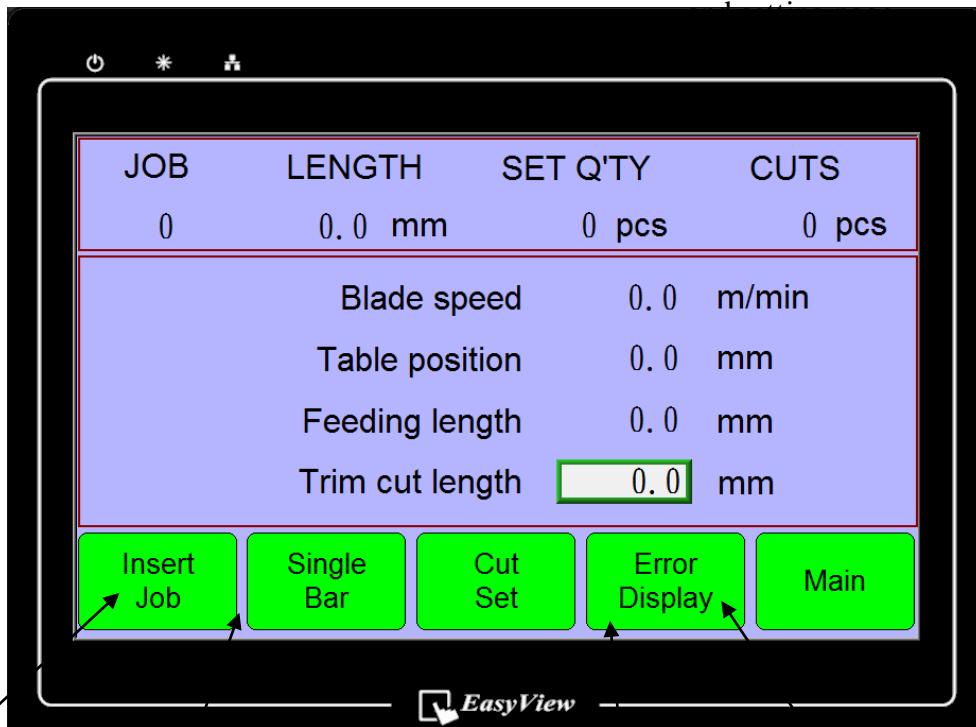 JOB LENGTH SET Q'TY CUTS
0 0.0 mm 0 pcs 0 pcs
Blade speed 0.0 m/min
Table position 0.0 mm
Feeding length 0.0 mm
Trim cut length 0.0 mm
Insert Job
Single Bar
Cut Set
Error Display
Main
EasyView